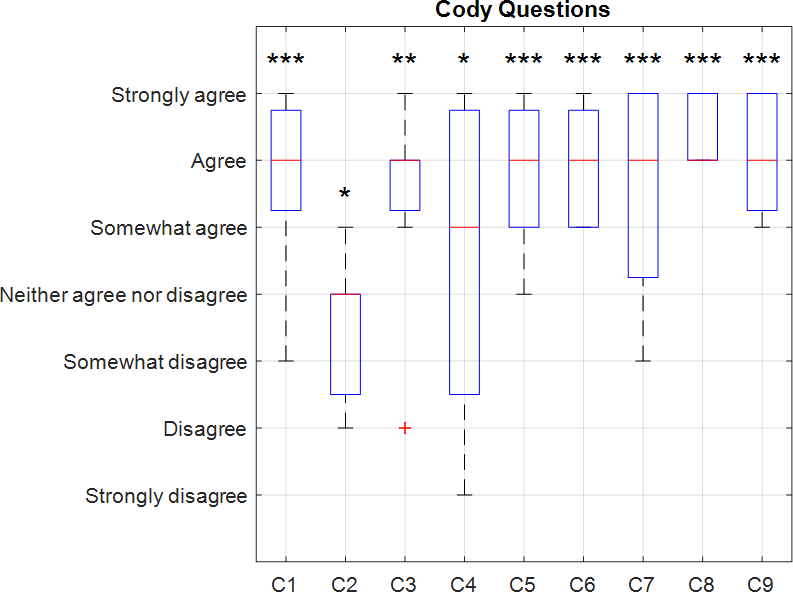 Cody Questions
*** ** * *** *** *** *** ***
Strongly agree
Agree
*
Somewhat agree
Neither agree nor disagree
Somewhat disagree
Disagree
Strongly disagree
C1 C2 C3 C4 C5 C6 C7 C8 C9